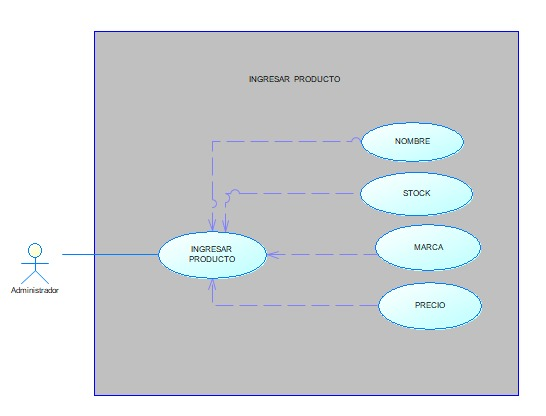 INGRESAR PRODUCTO
NOMBRE
STOCK
MARCA
INGRESAR
PRODUCTO
Administrador
PRECIO